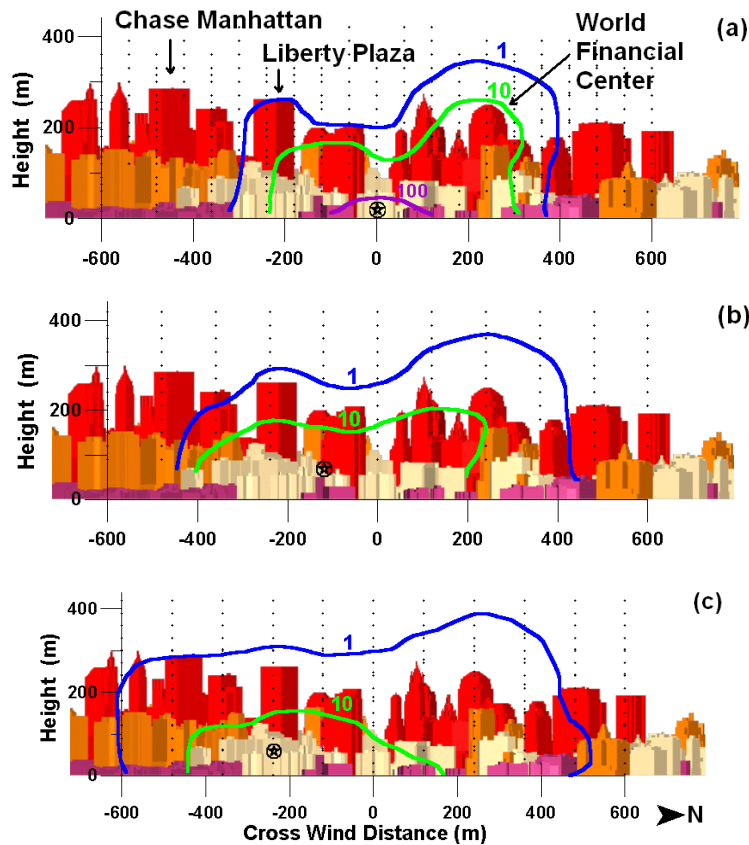 Chase Manhattan
Liberty Plaza
World
Financial
Center
(a)
Height (m)
400
200
0
1
10
100
-600 -400 -200 0 200 400 600
(b)
Height (m)
400
200
0
1
10
-600 -400 -200 0 200 400 600
(c)
Height (m)
400
200
0
1
10
-600 -400 -200 0 200 400 600
N
Cross Wind Distance (m)